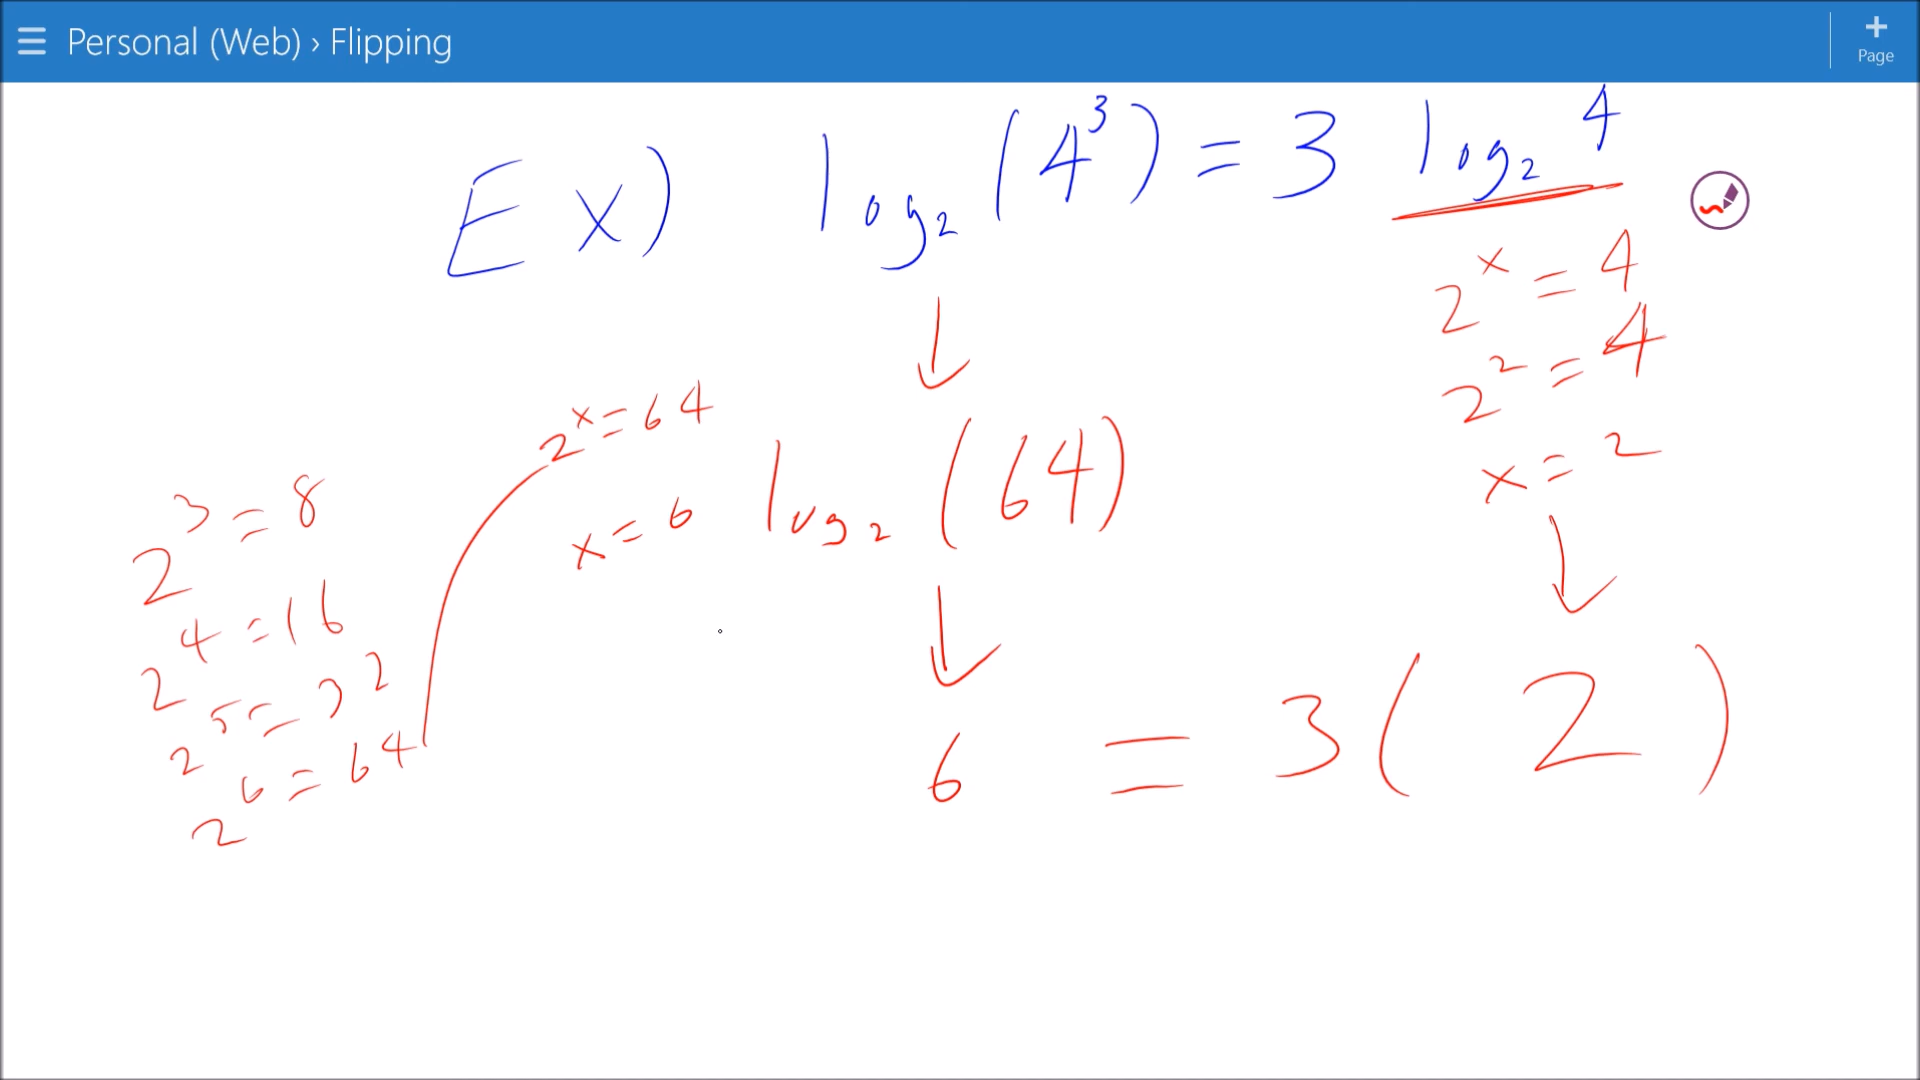 Personal (Web) › Flipping
+
Page
Ex) log₂(4³) = 3 log₂ 4
2ˣ = 4
2² = 4
x = 2
2ˣ = 64
x = 6
log₂(64)
2³ = 8
2⁴ = 16
2⁵ = 32
2⁶ = 64
6 = 3(2)